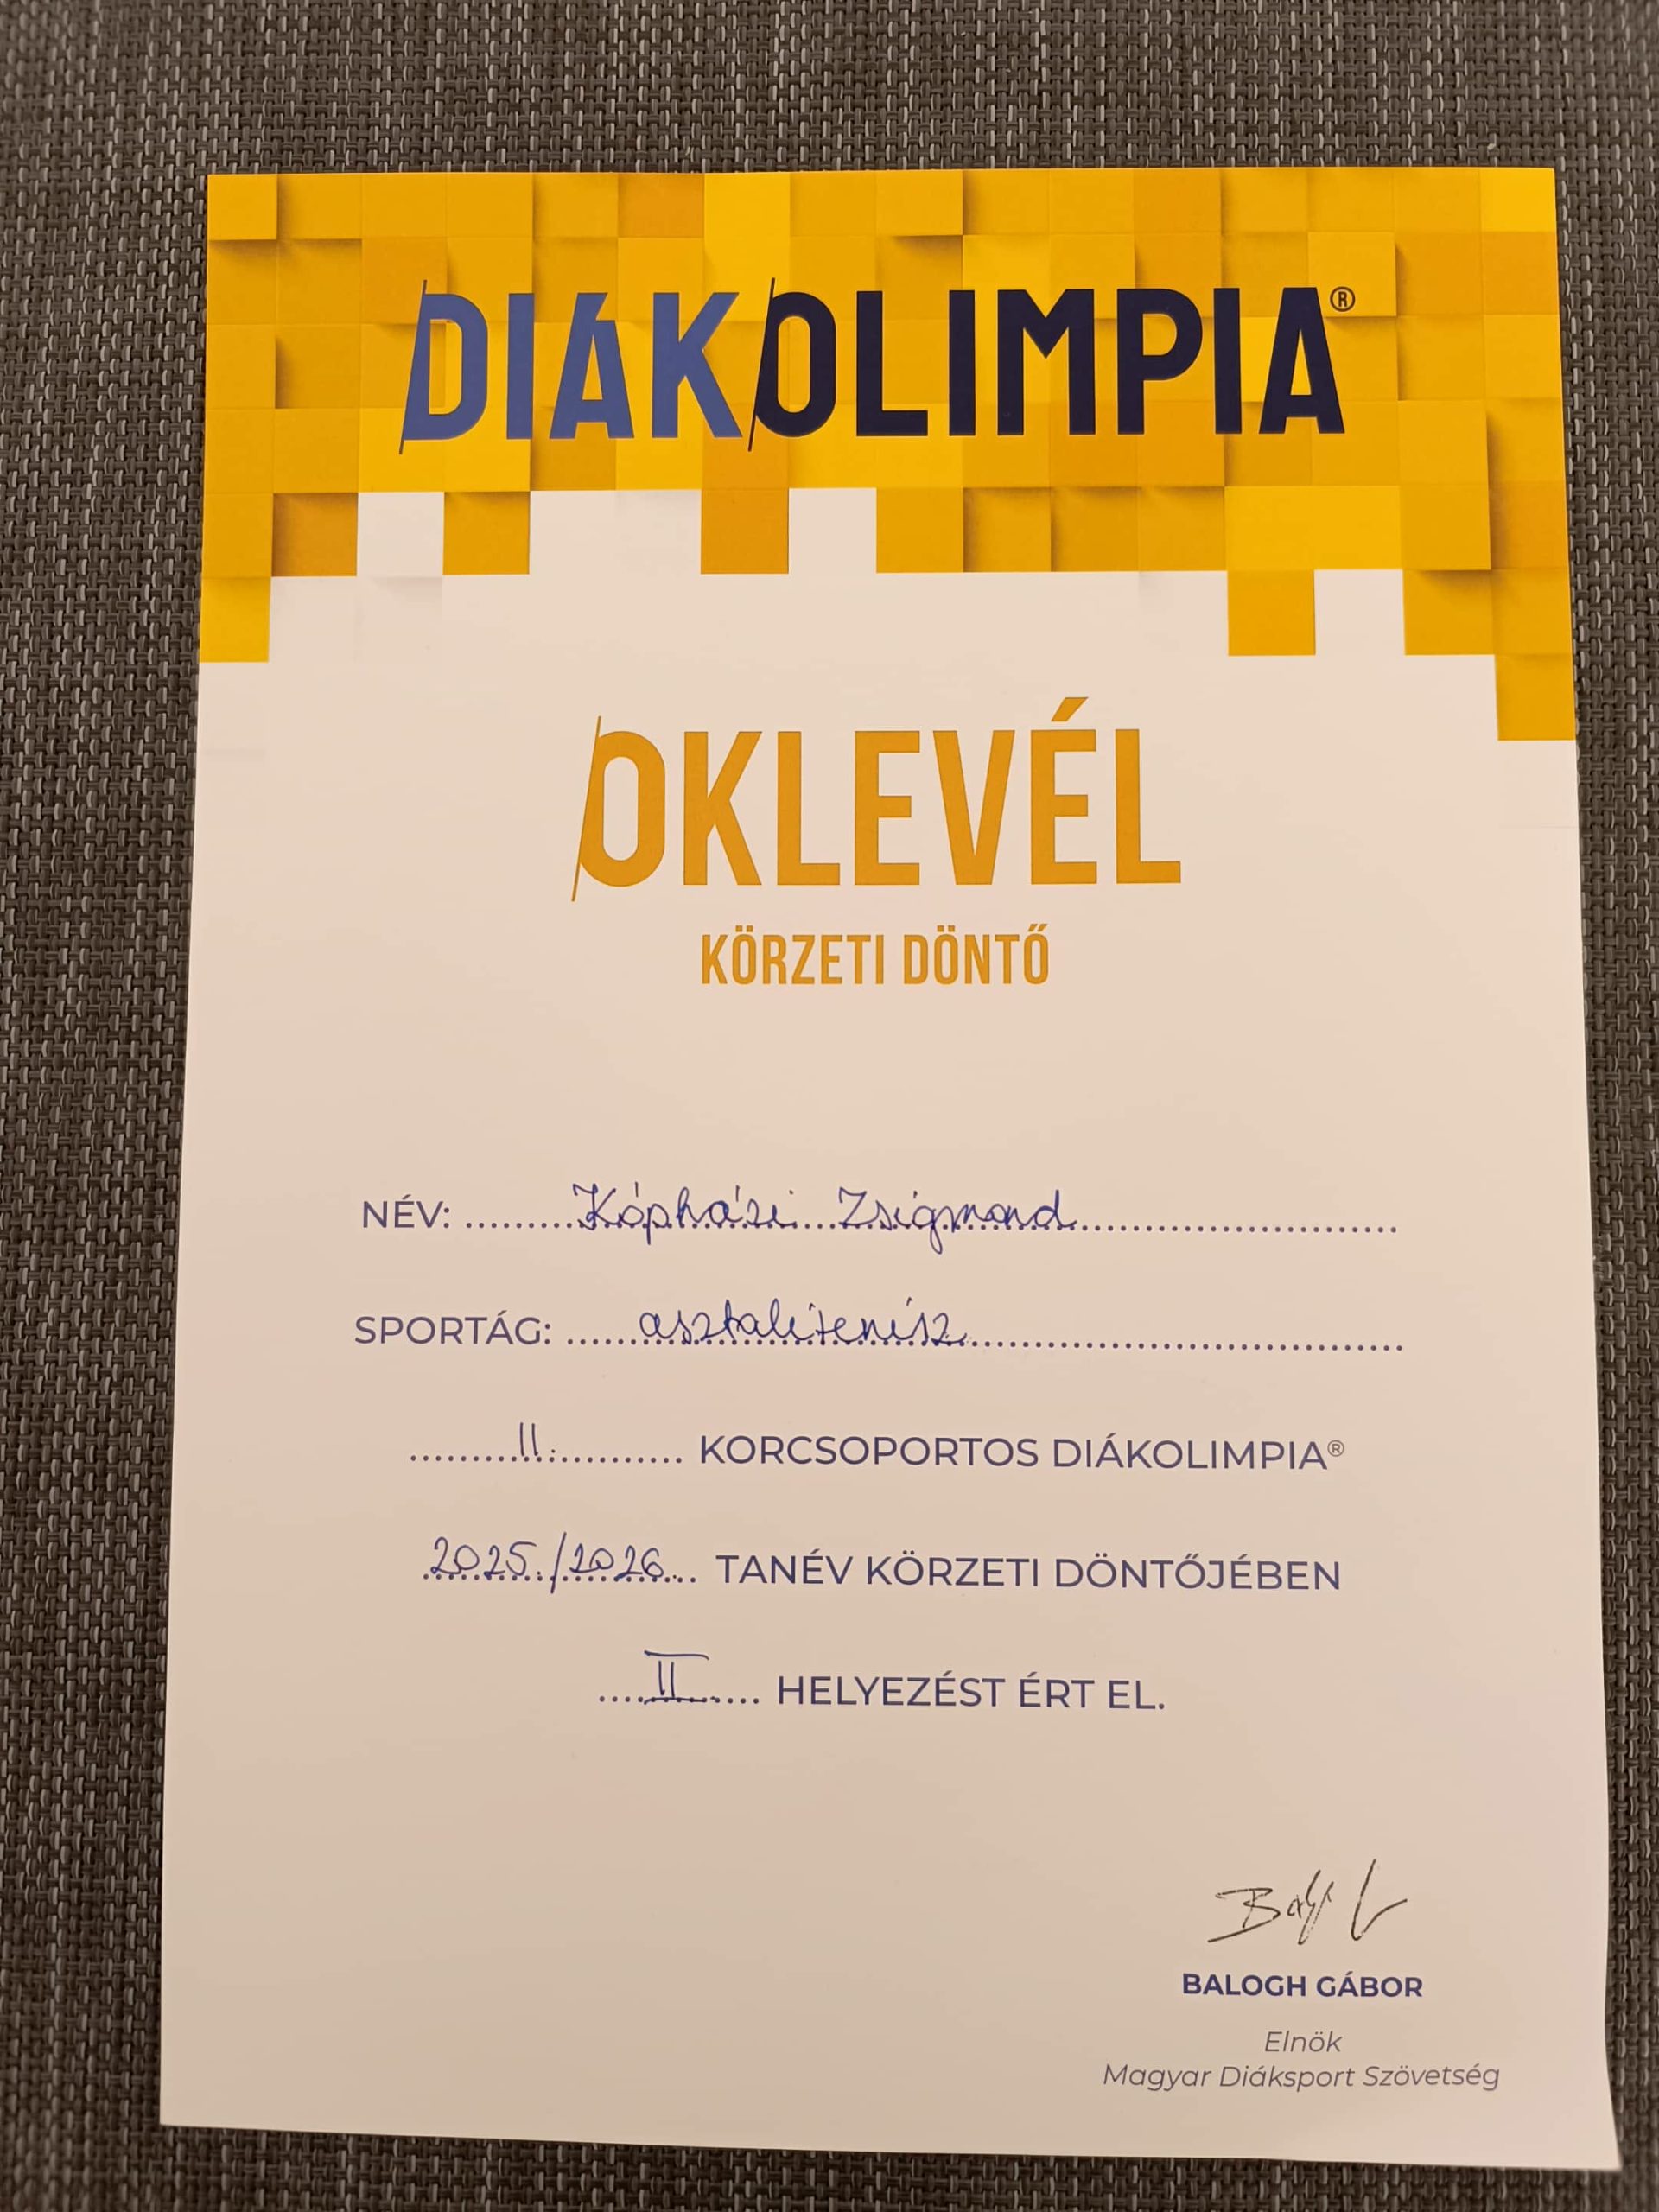 DIÁKOLIMPIA®
OKLEVÉL
KÖRZETI DÖNTŐ
NÉV: Kópházi Zsigmond
SPORTÁG: asztalitenisz
II. KORCSOPORTOS DIÁKOLIMPIA®
2025./2026. TANÉV KÖRZETI DÖNTŐJÉBEN
II. HELYEZÉST ÉRT EL.
BALOGH GÁBOR
Elnök
Magyar Diáksport Szövetség